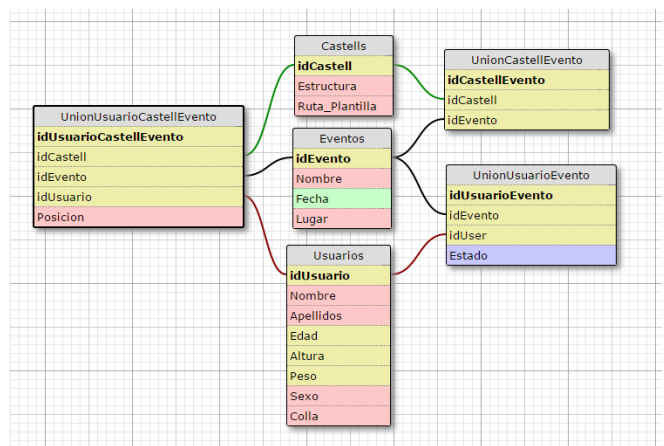 Castells
idCastell
Estructura
Ruta_Plantilla
UnionCastellEvento
idCastellEvento
idCastell
idEvento
UnionUsuarioCastellEvento
idUsuarioCastellEvento
idCastell
idEvento
idUsuario
Posicion
Eventos
idEvento
Nombre
Fecha
Lugar
UnionUsuarioEvento
idUsuarioEvento
idEvento
idUser
Estado
Usuarios
idUsuario
Nombre
Apellidos
Edad
Altura
Peso
Sexo
Colla